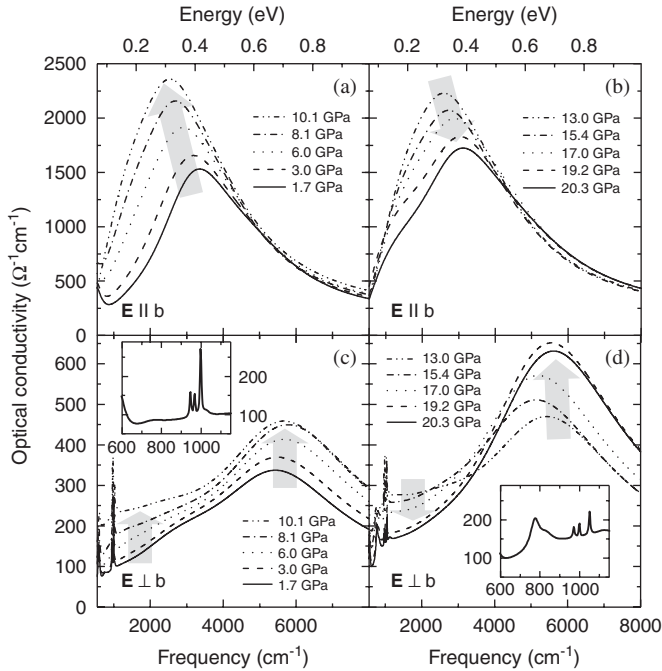 Energy (eV)
Energy (eV)
0.2 0.4 0.6 0.8
0.2 0.4 0.6 0.8
2500
2000
1500
1000
500
0
(a)
10.1 GPa
8.1 GPa
6.0 GPa
3.0 GPa
1.7 GPa
E || b
(b)
13.0 GPa
15.4 GPa
17.0 GPa
19.2 GPa
20.3 GPa
E || b
Optical conductivity (Ω⁻¹cm⁻¹)
600
500
400
300
200
100
0
(c)
200
100
600 800 1000
10.1 GPa
8.1 GPa
6.0 GPa
3.0 GPa
1.7 GPa
E ⊥ b
(d)
13.0 GPa
15.4 GPa
17.0 GPa
19.2 GPa
20.3 GPa
200
150
100
600 800 1000
E ⊥ b
2000 4000 6000
2000 4000 6000 8000
Frequency (cm⁻¹)
Frequency (cm⁻¹)